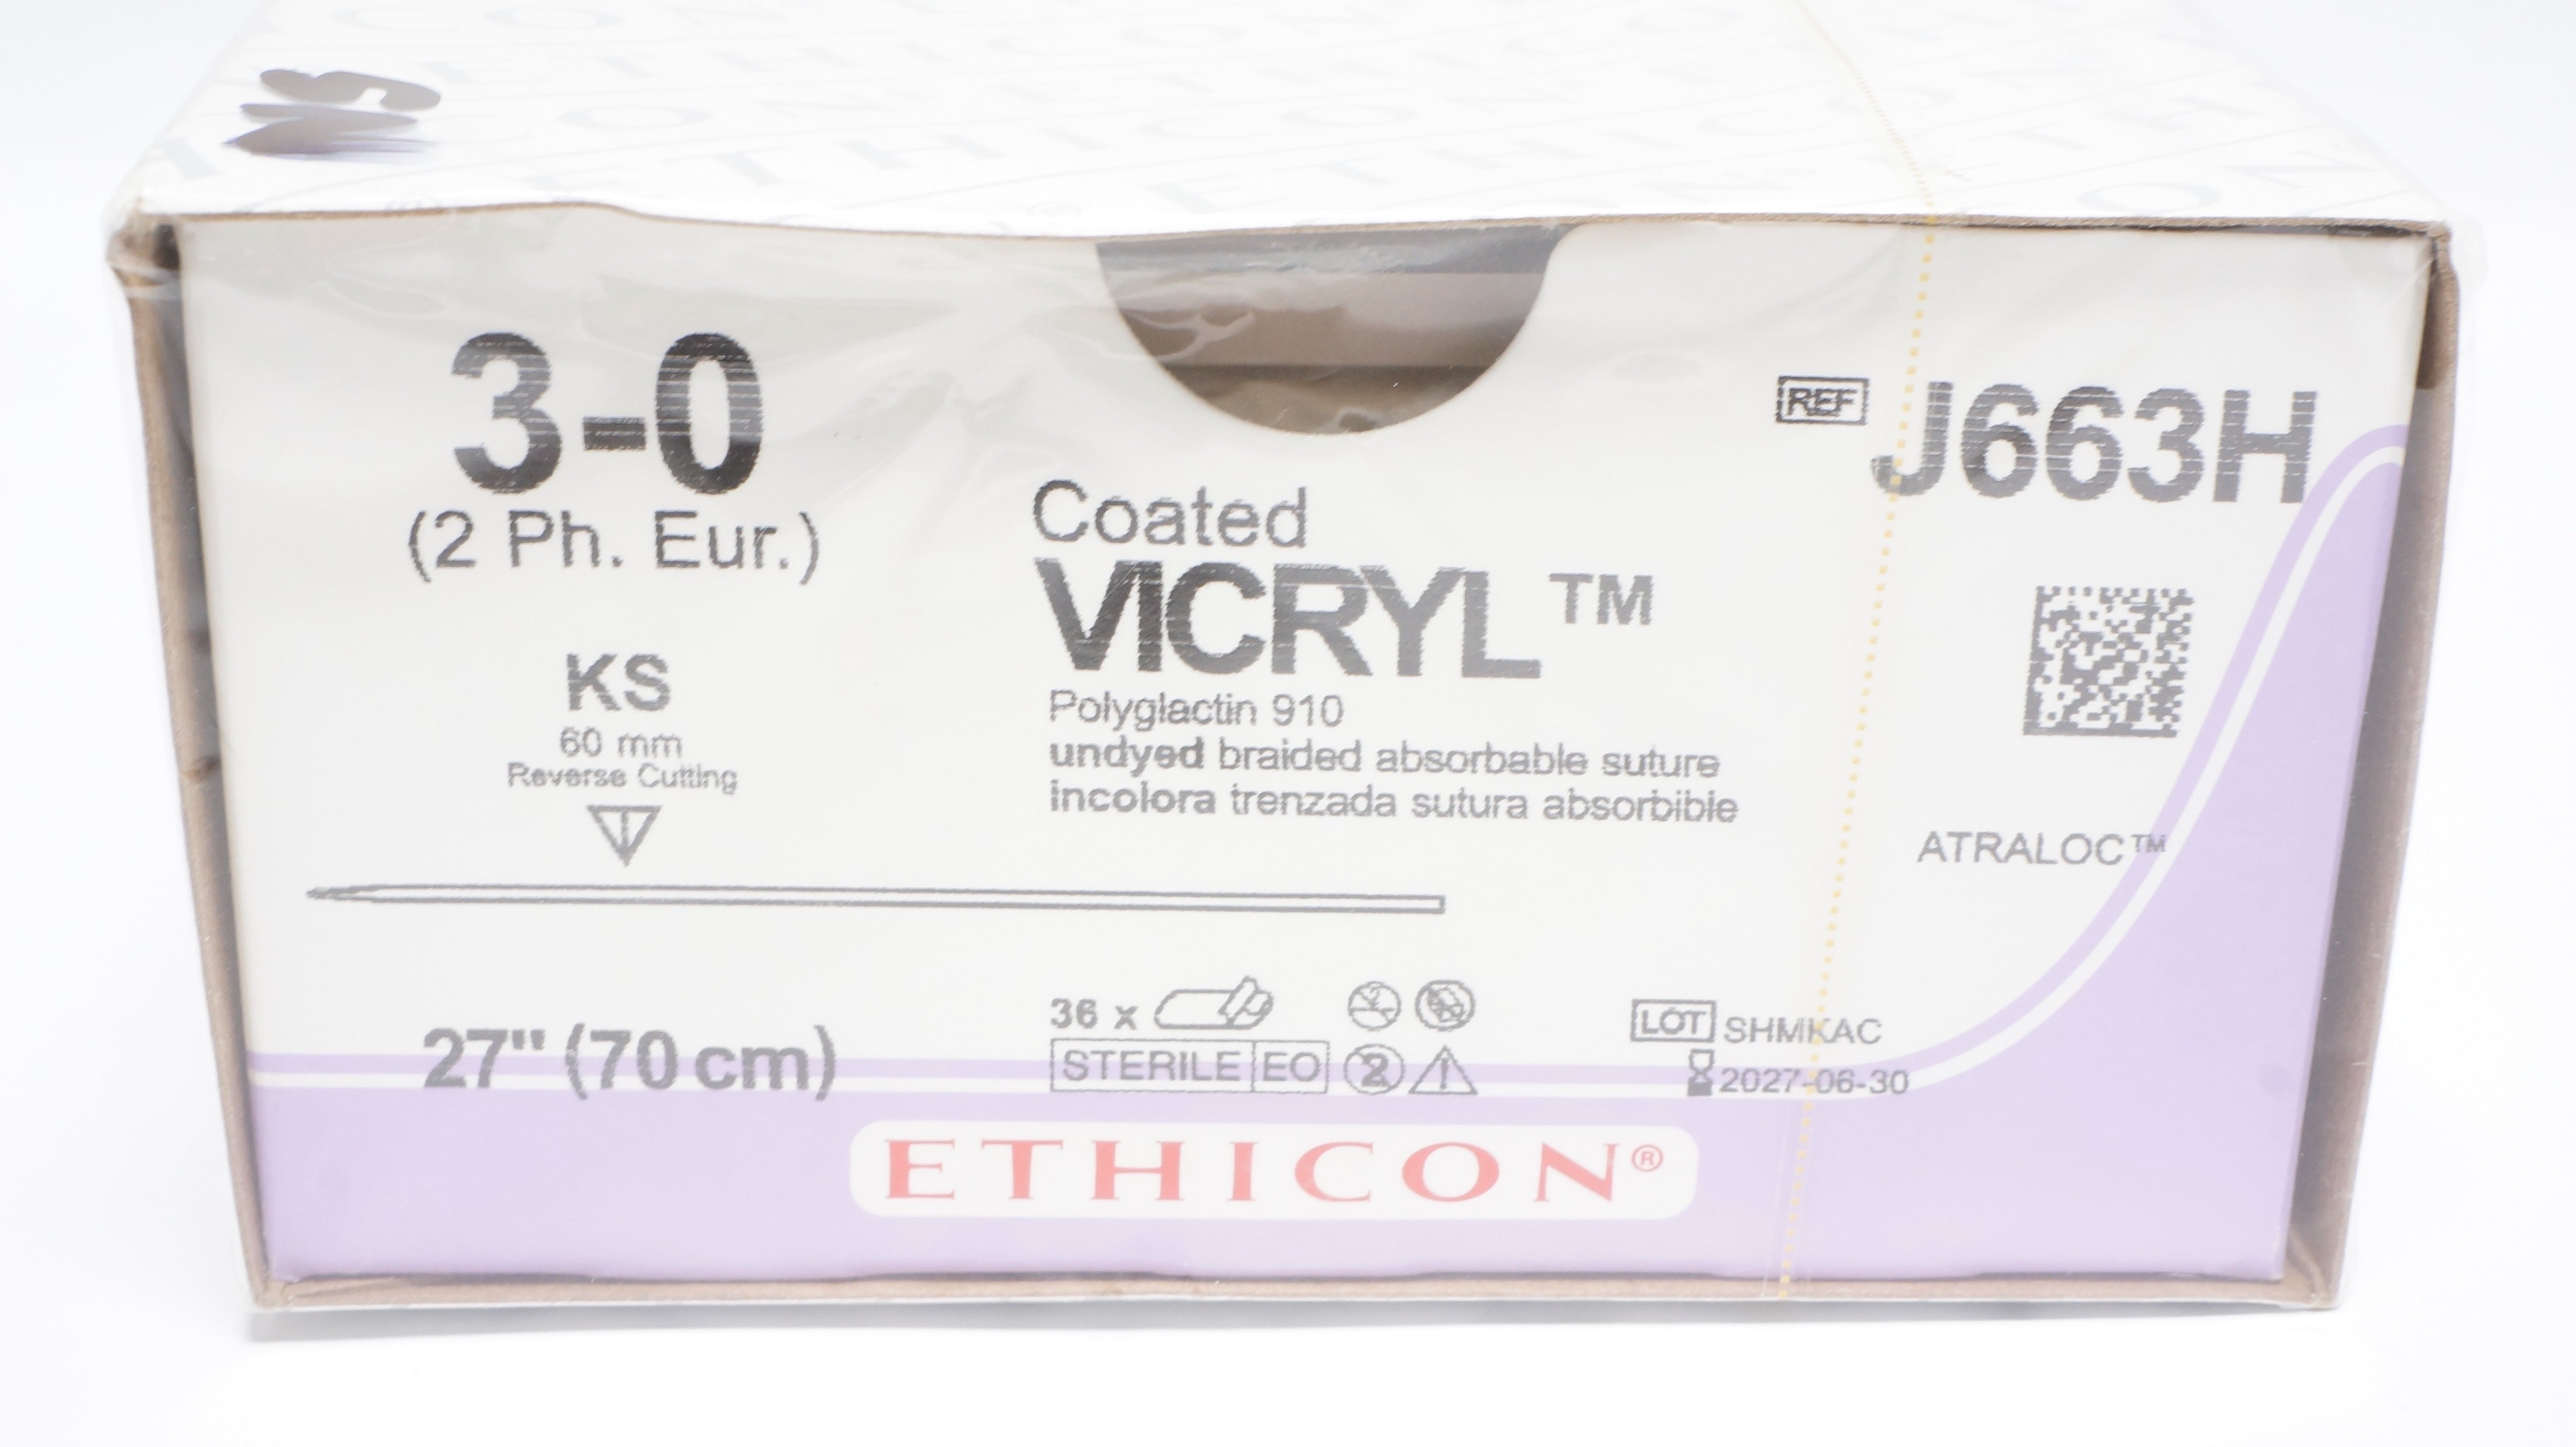 3-0
(2 Ph. Eur.)
KS
60 mm
Reverse Cutting
27" (70 cm)
Coated
VICRYL™
Polyglactin 910
undyed braided absorbable suture
incolora trenzada sutura absorbible
36 x
STERILE EO
2
REF J663H
ATRALOC™
LOT SHMKAC
2027-06-30
ETHICON®